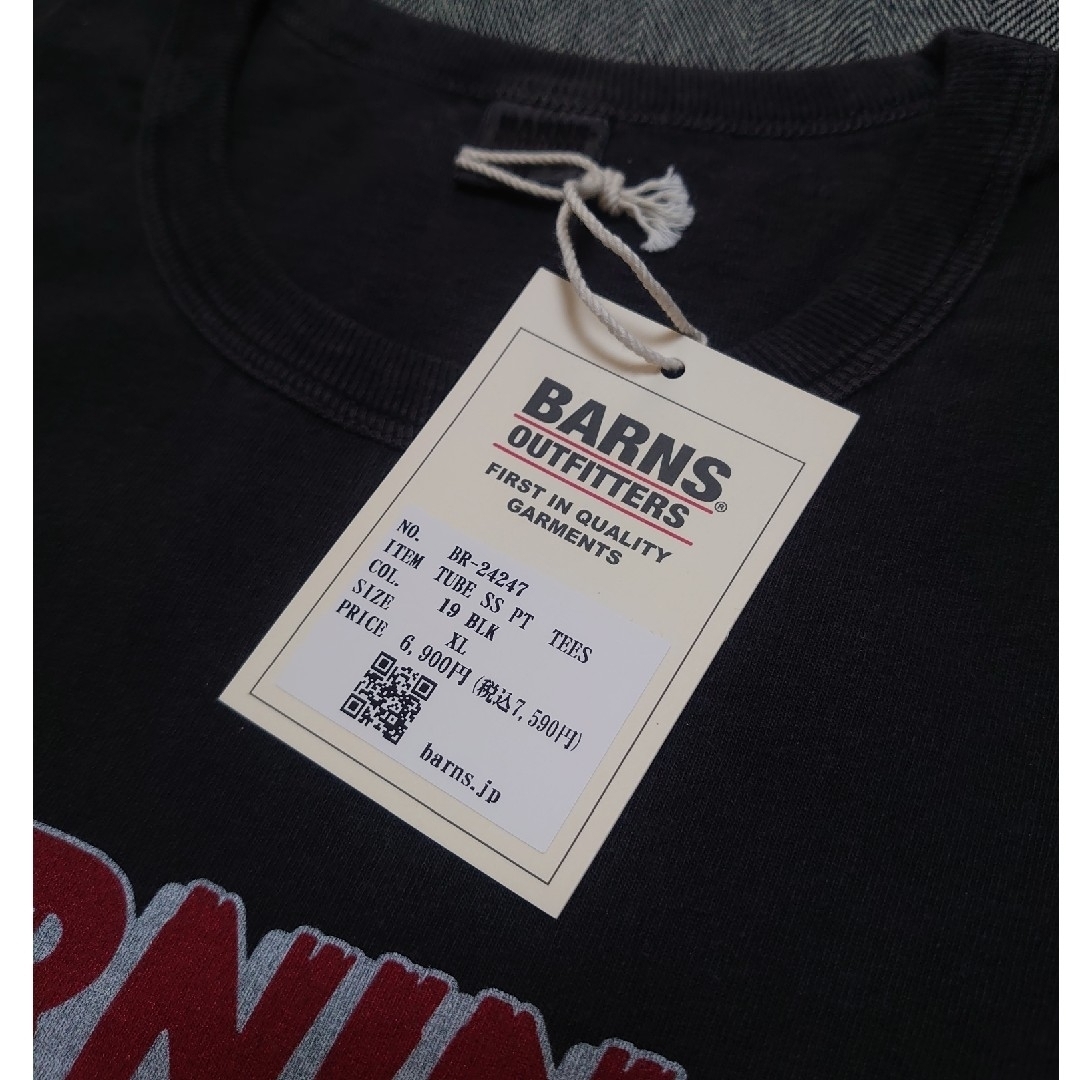 BARNS
OUTFITTERS®
FIRST IN QUALITY
GARMENTS
NO. BR-24247
ITEM TUBE SS PT TEES
COL. 19 BLK
SIZE XL
PRICE 6,900円(税込7,590円)
barns.jp